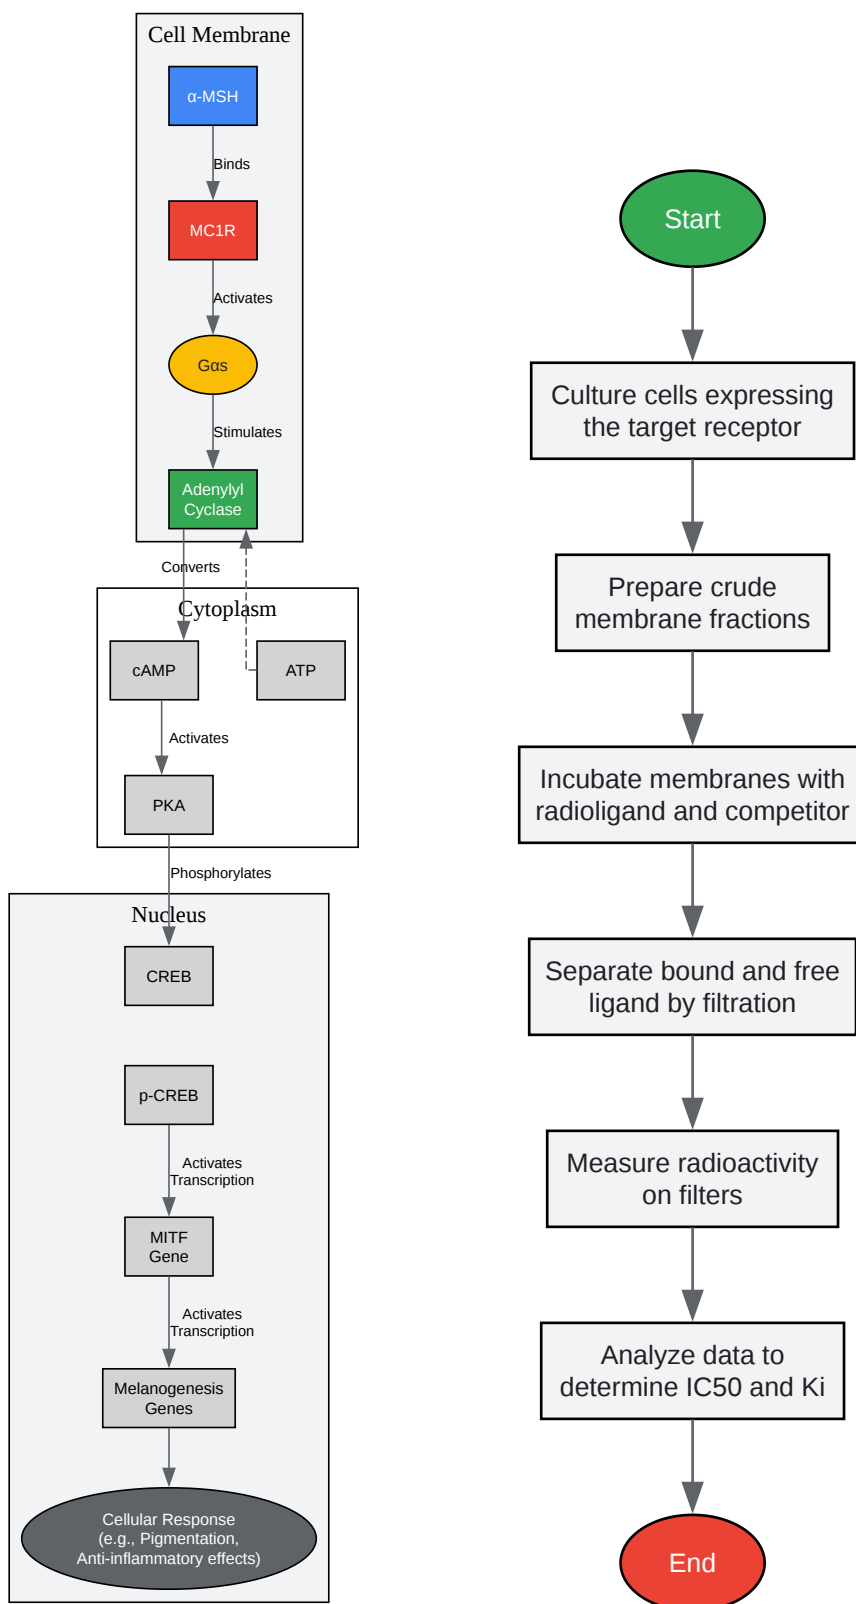 Cell Membrane
α-MSH
Binds
MC1R
Activates
Gαs
Stimulates
Adenylyl
Cyclase
Converts
Cytoplasm
cAMP
ATP
Activates
PKA
Phosphorylates
Nucleus
CREB
p-CREB
Activates
Transcription
MITF
Gene
Activates
Transcription
Melanogenesis
Genes
Cellular Response
(e.g., Pigmentation,
Anti-inflammatory effects)
Start
Culture cells expressing
the target receptor
Prepare crude
membrane fractions
Incubate membranes with
radioligand and competitor
Separate bound and free
ligand by filtration
Measure radioactivity
on filters
Analyze data to
determine IC50 and Ki
End